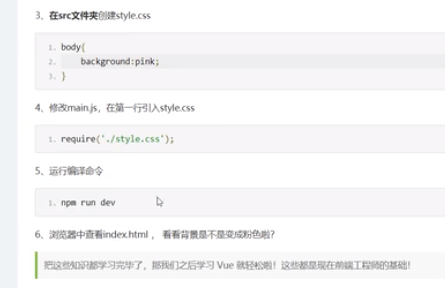 3、在src文件夹创建style.css
1. body{
2. background:pink;
3. }
4、修改main.js，在第一行引入style.css
1. require('./style.css');
5、运行编译命令
1. npm run dev
6、浏览器中查看index.html ， 看看背景是不是变成粉色啦？
把这些知识都学习完毕了，那我们之后学习 Vue 就轻松啦！这些都是现在前端工程师的基础！